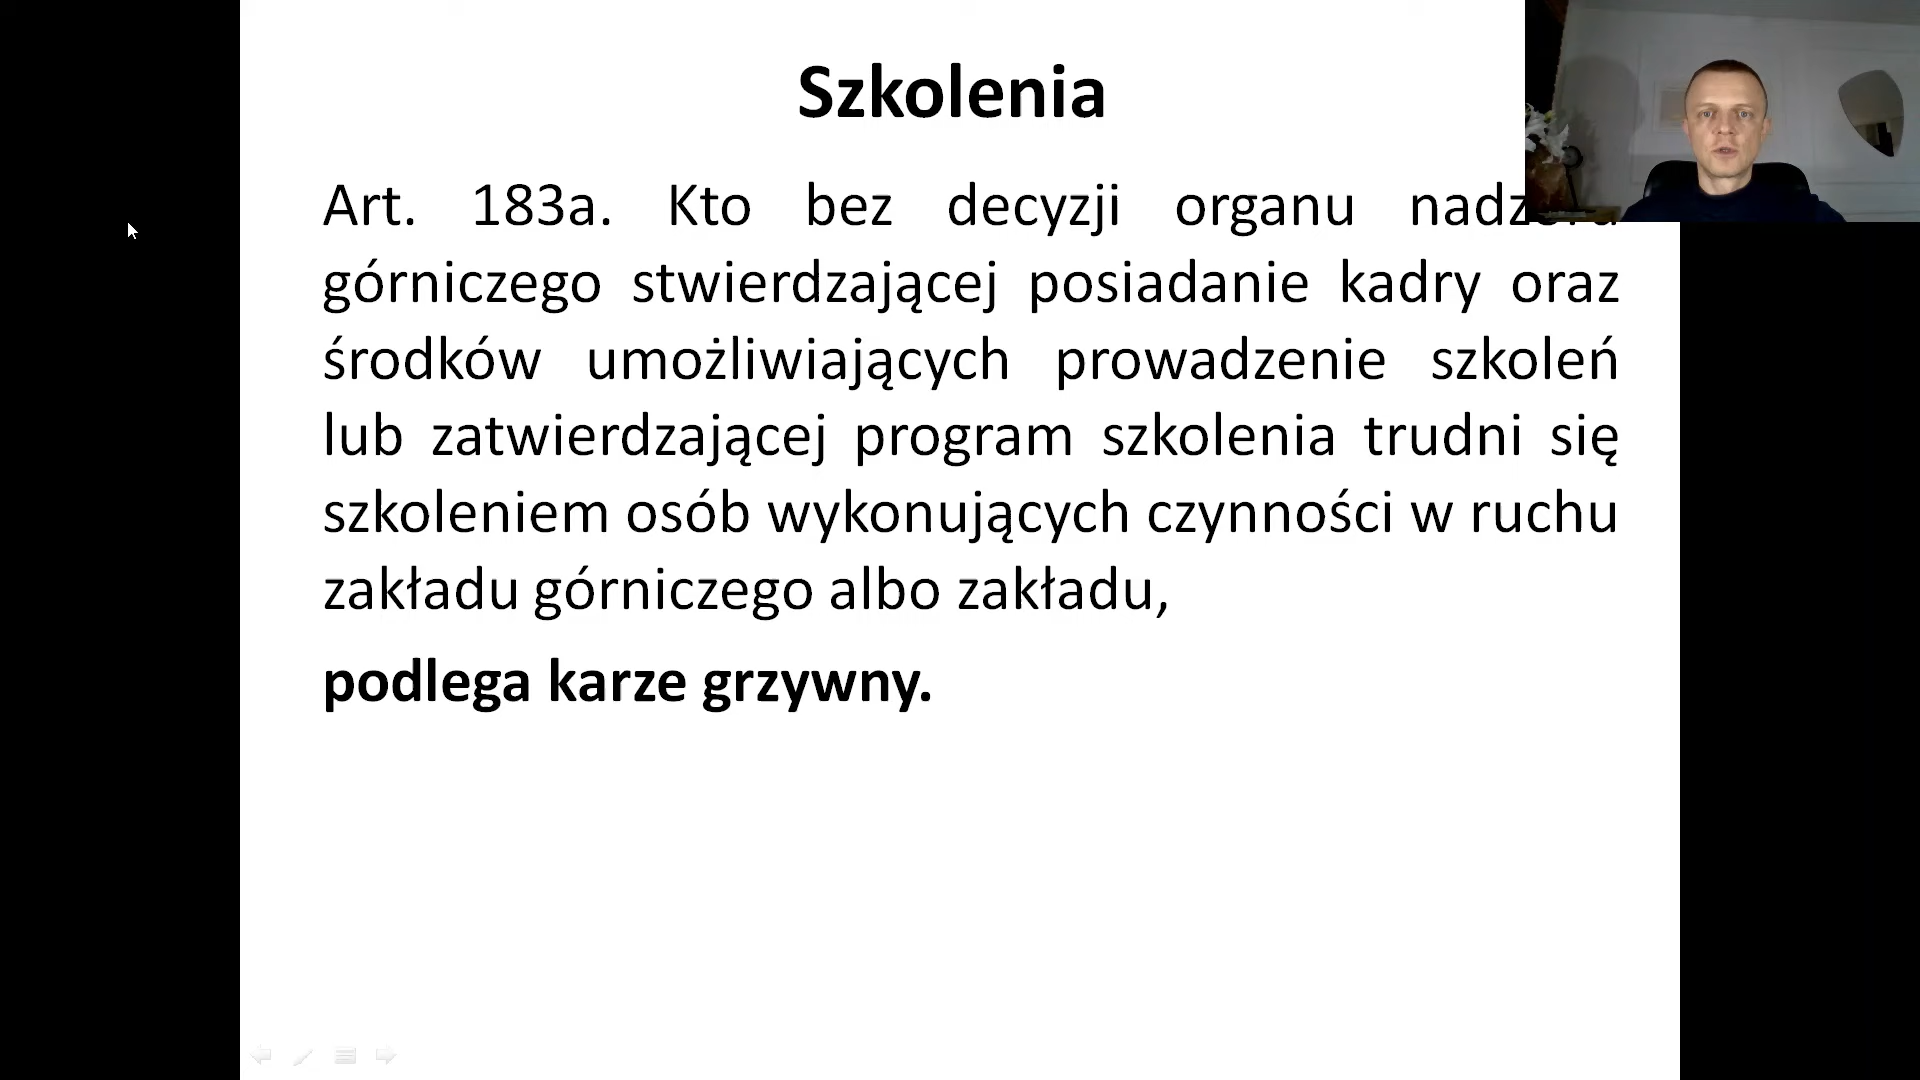 Szkolenia
Art. 183a. Kto bez decyzji organu nadzoru
górniczego stwierdzającej posiadanie kadry oraz
środków umożliwiających prowadzenie szkoleń
lub zatwierdzającej program szkolenia trudni się
szkoleniem osób wykonujących czynności w ruchu
zakładu górniczego albo zakładu,
podlega karze grzywny.